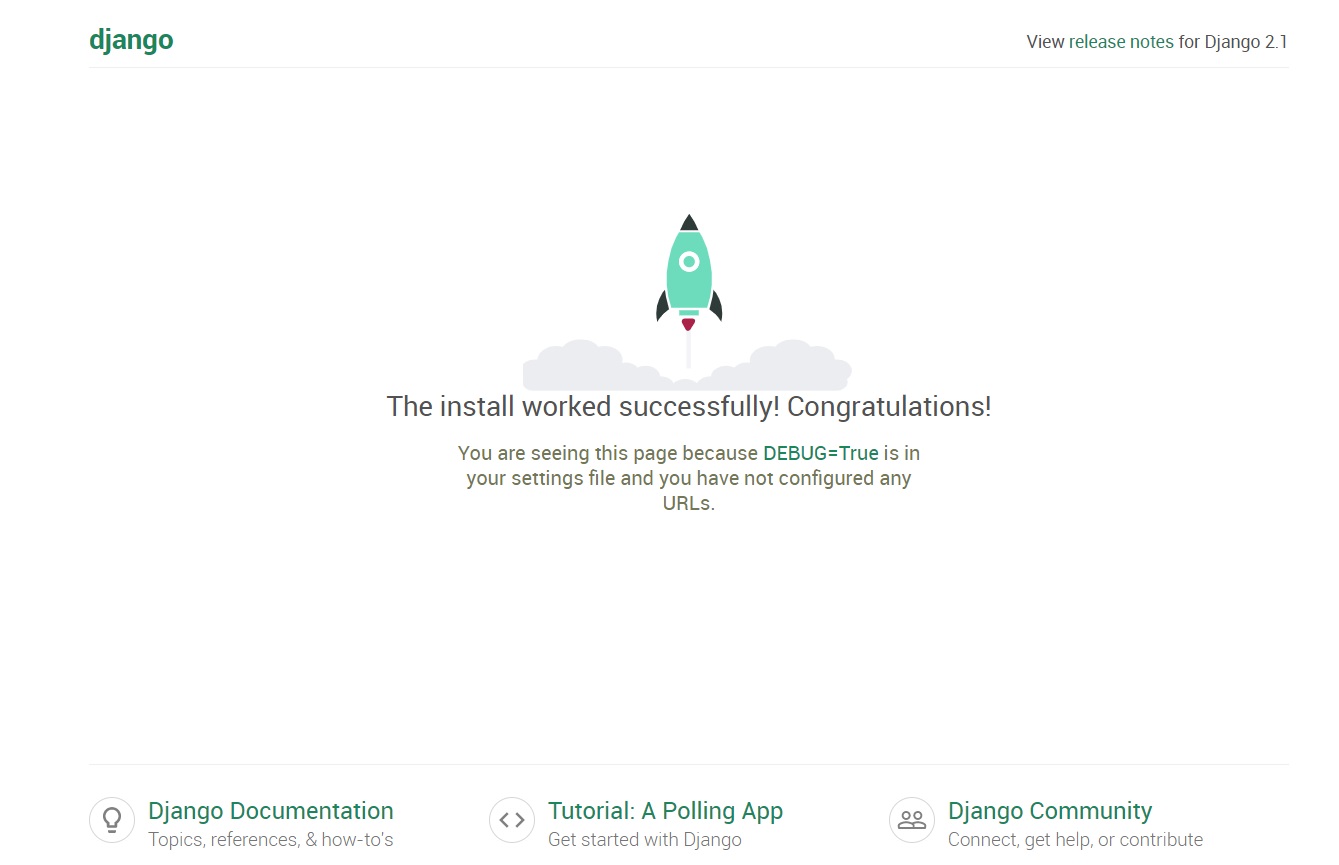 django
View release notes for Django 2.1
The install worked successfully! Congratulations!
You are seeing this page because DEBUG=True is in
your settings file and you have not configured any
URLs.
Django Documentation
Topics, references, & how-to's
Tutorial: A Polling App
Get started with Django
Django Community
Connect, get help, or contribute